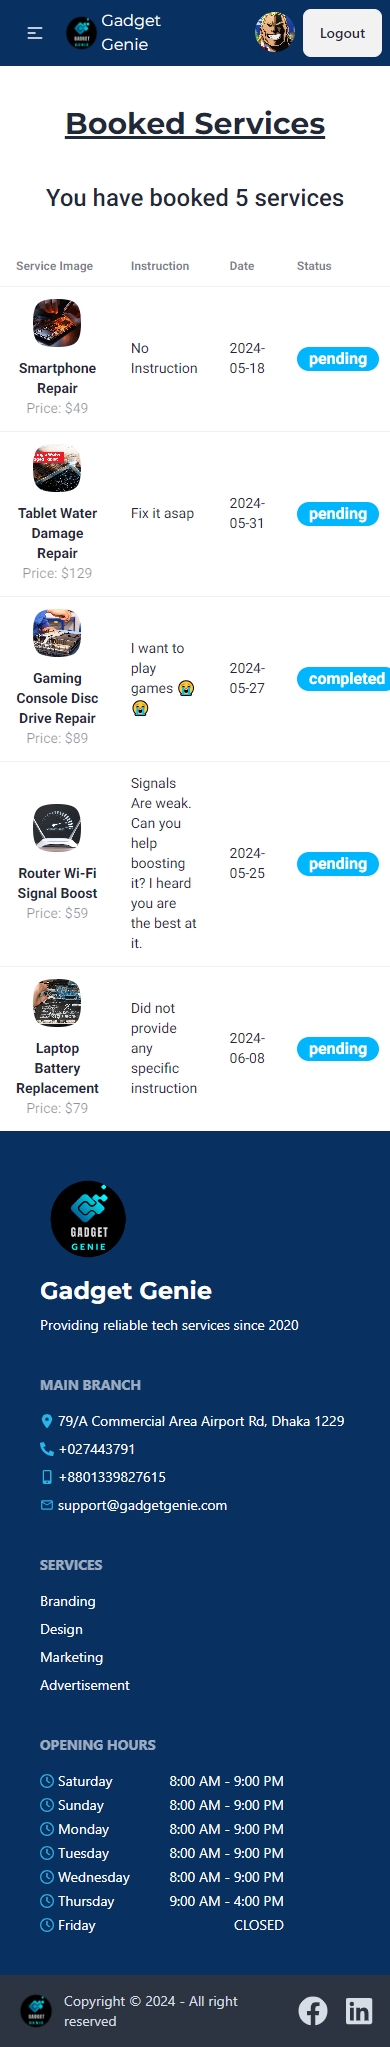 Gadget
Genie
Logout
Booked Services
You have booked 5 services
Service Image Instruction Date Status
Smartphone
Repair
Price: $49
No
Instruction
2024-
05-18
pending
Tablet Water
Damage
Repair
Price: $129
Fix it asap
2024-
05-31
pending
Gaming
Console Disc
Drive Repair
Price: $89
I want to
play
games 😭
😭
2024-
05-27
completed
Router Wi-Fi
Signal Boost
Price: $59
Signals
Are weak.
Can you
help
boosting
it? I heard
you are
the best at
it.
2024-
05-25
pending
Laptop
Battery
Replacement
Price: $79
Did not
provide
any
specific
instruction
2024-
06-08
pending
GADGET
GENIE
Gadget Genie
Providing reliable tech services since 2020
MAIN BRANCH
79/A Commercial Area Airport Rd, Dhaka 1229
+027443791
+8801339827615
support@gadgetgenie.com
SERVICES
Branding
Design
Marketing
Advertisement
OPENING HOURS
Saturday 8:00 AM - 9:00 PM
Sunday 8:00 AM - 9:00 PM
Monday 8:00 AM - 9:00 PM
Tuesday 8:00 AM - 9:00 PM
Wednesday 8:00 AM - 9:00 PM
Thursday 9:00 AM - 4:00 PM
Friday CLOSED
Copyright © 2024 - All right
reserved